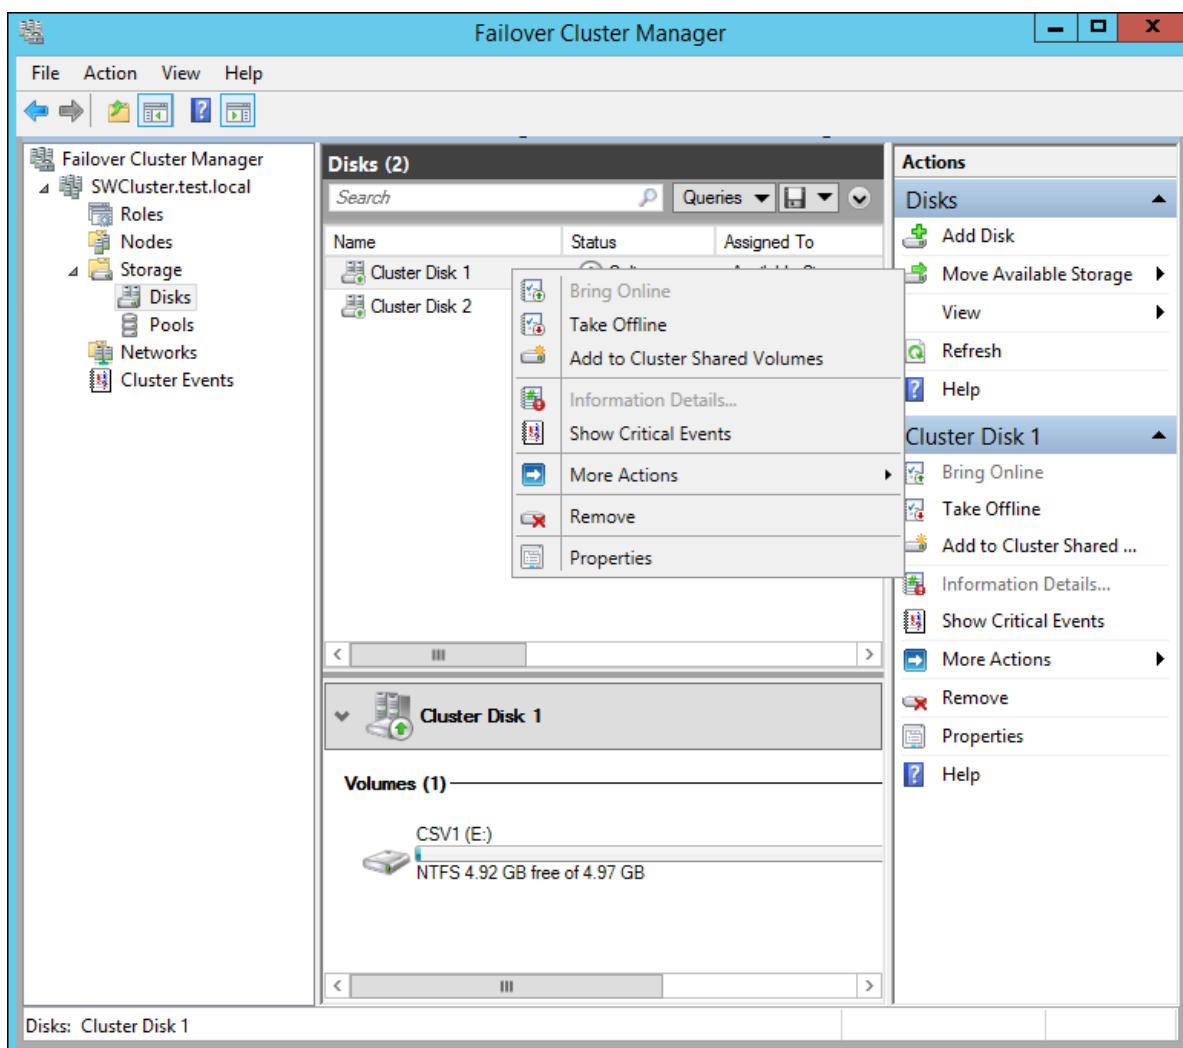 Failover Cluster Manager
File Action View Help
Failover Cluster Manager
SWCluster.test.local
Roles
Nodes
Storage
Disks
Pools
Networks
Cluster Events
Disks (2)
Search
Queries
Name Status Assigned To
Cluster Disk 1
Cluster Disk 2
Bring Online
Take Offline
Add to Cluster Shared Volumes
Information Details...
Show Critical Events
More Actions
Remove
Properties
Cluster Disk 1
Volumes (1)
CSV1 (E:)
NTFS 4.92 GB free of 4.97 GB
Actions
Disks
Add Disk
Move Available Storage
View
Refresh
Help
Cluster Disk 1
Bring Online
Take Offline
Add to Cluster Shared ...
Information Details...
Show Critical Events
More Actions
Remove
Properties
Help
Disks: Cluster Disk 1